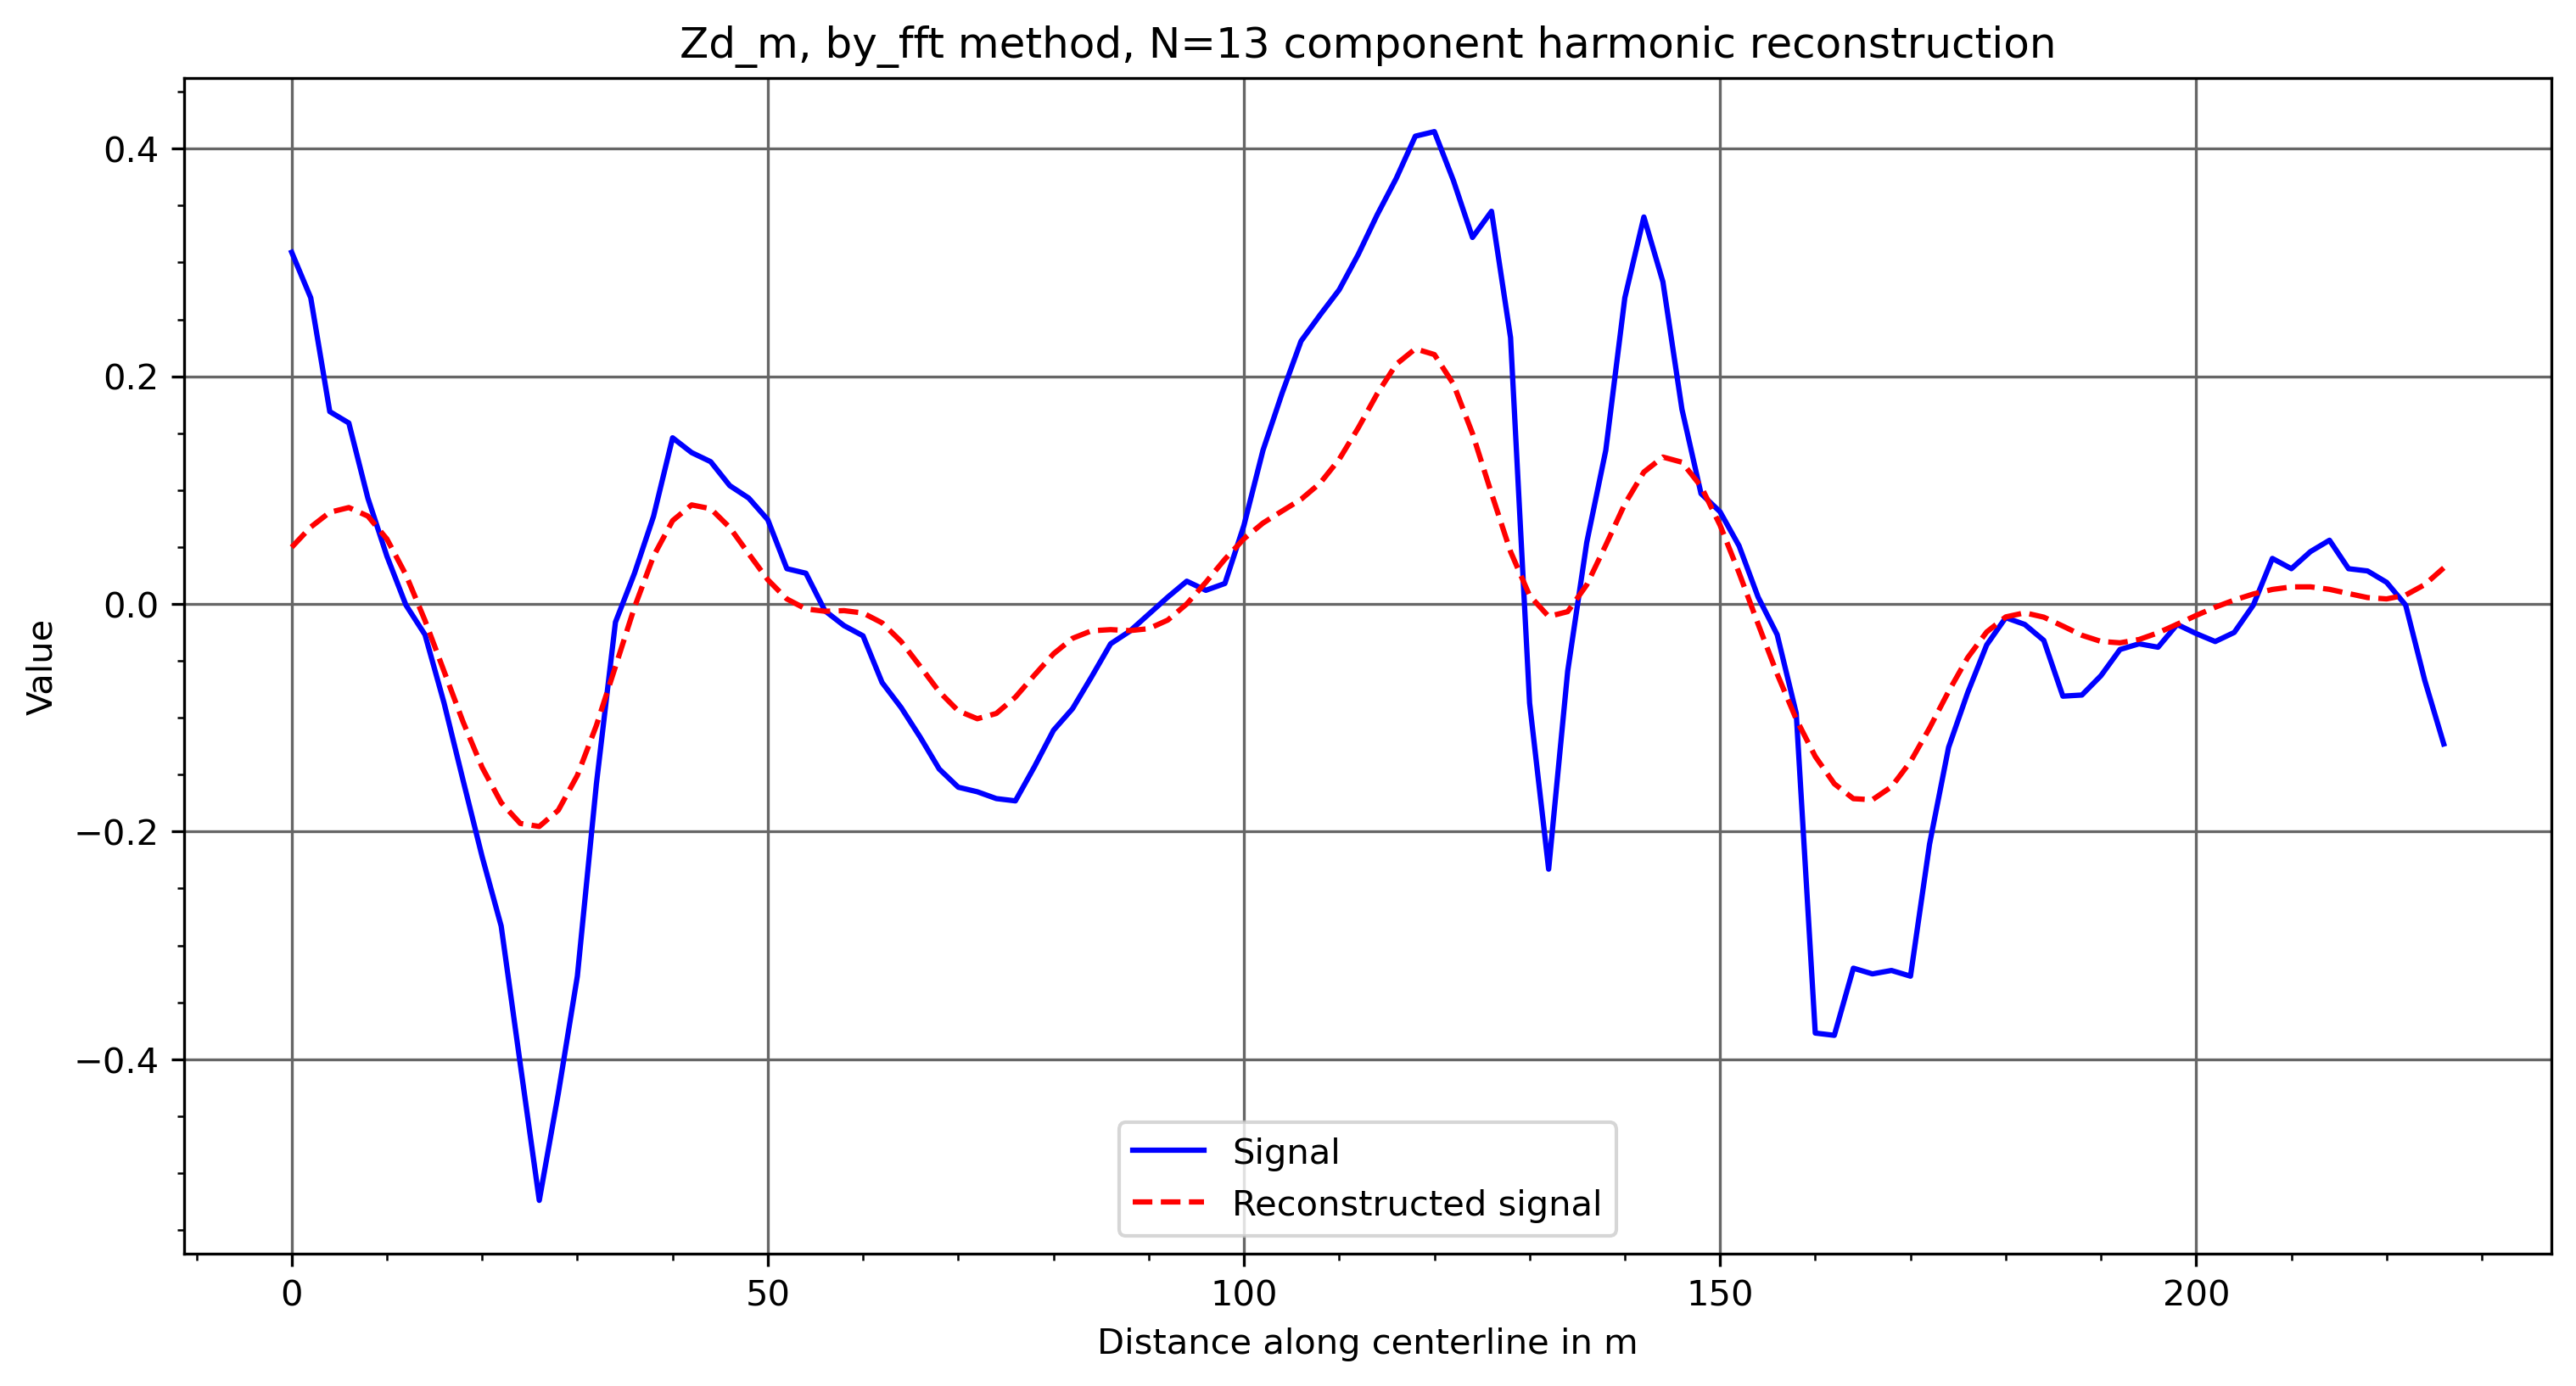 Zd_m, by_fft method, N=13 component harmonic reconstruction
0.4
0.2
0.0
−0.2
−0.4
Value
Signal
Reconstructed signal
0 50 100 150 200
Distance along centerline in m